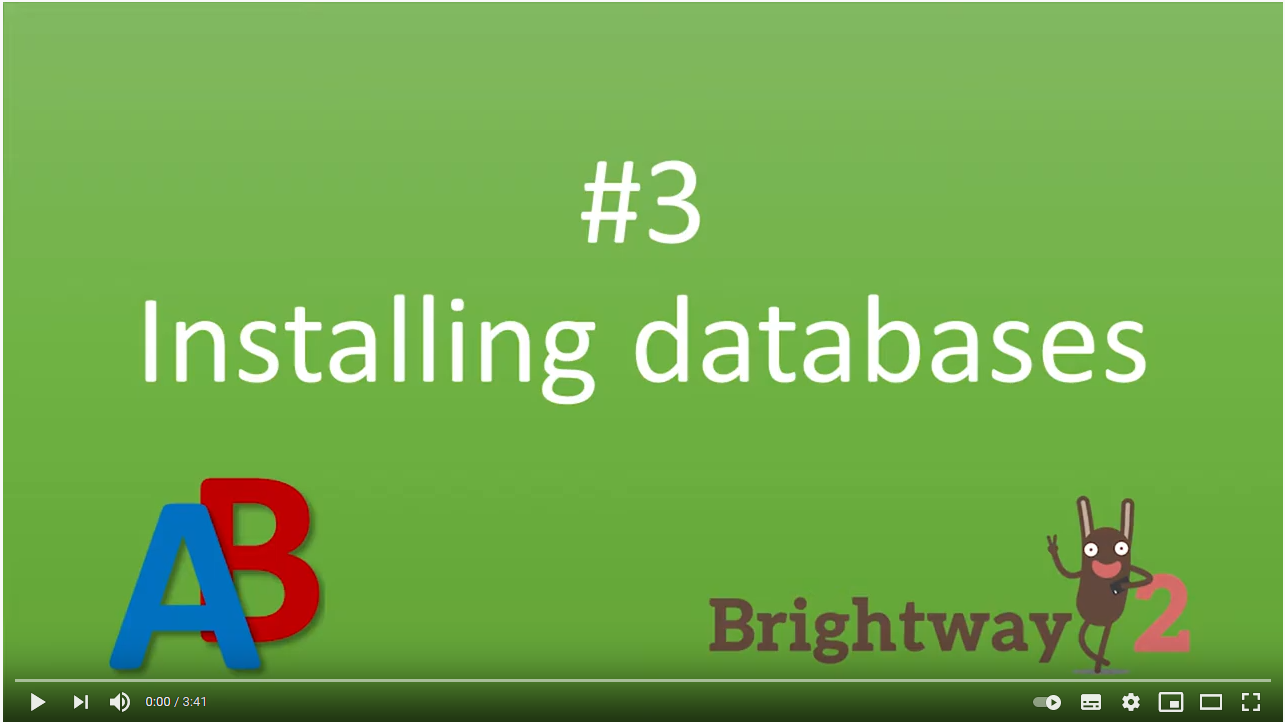 #3
Installing databases
AB
Brightway2
0:00 / 3:41